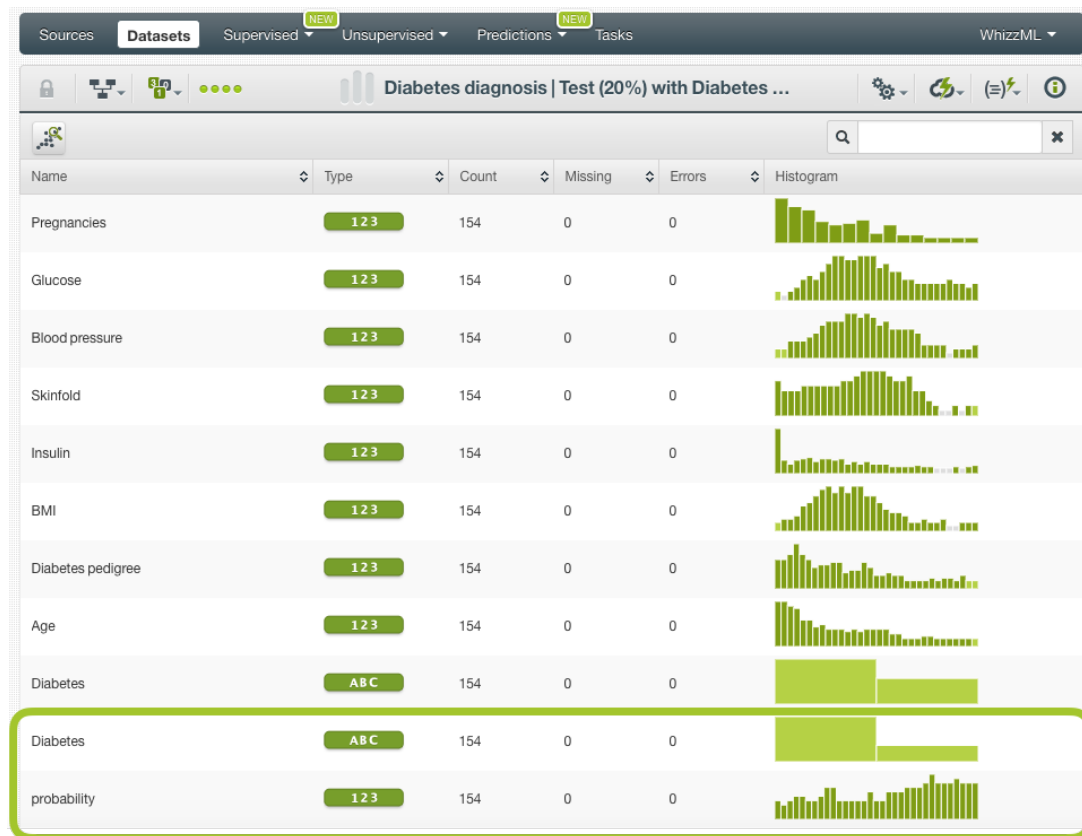 NEW NEW
Sources Datasets Supervised Unsupervised Predictions Tasks WhizzML
Diabetes diagnosis | Test (20%) with Diabetes ...
Name Type Count Missing Errors Histogram
Pregnancies 123 154 0 0
Glucose 123 154 0 0
Blood pressure 123 154 0 0
Skinfold 123 154 0 0
Insulin 123 154 0 0
BMI 123 154 0 0
Diabetes pedigree 123 154 0 0
Age 123 154 0 0
Diabetes ABC 154 0 0
Diabetes ABC 154 0 0
probability 123 154 0 0